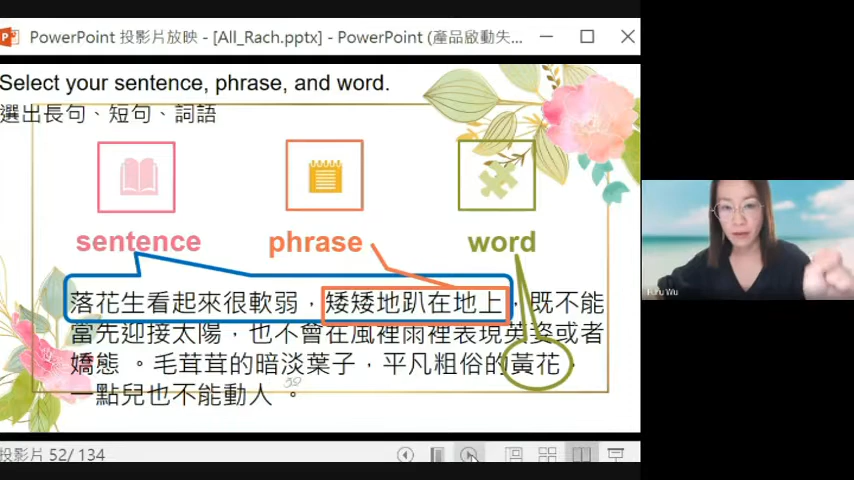 PowerPoint 投影片放映 - [All_Rach.pptx] - PowerPoint (產品啟動失...
Select your sentence, phrase, and word.
選出長句、短句、詞語
sentence
phrase
word
落花生看起來很軟弱，矮矮地趴在地上，既不能
當先迎接太陽，也不會在風裡雨裡表現英姿或者
嬌態 。毛茸茸的暗淡葉子，平凡粗俗的黃花，
一點兒也不能動人 。
投影片 52/ 134